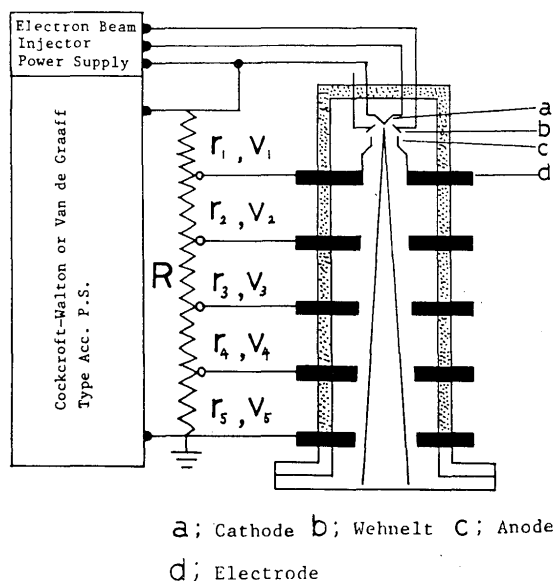 Electron Beam
Injector
Power Supply
Cockcroft-Walton or Van de Graaff
Type Acc. P.S.
R
r₁ , V₁
r₂ , V₂
r₃ , V₃
r₄ , V₄
r₅ , V₅
a
b
c
d
a; Cathode b; Wehnelt c; Anode
d; Electrode